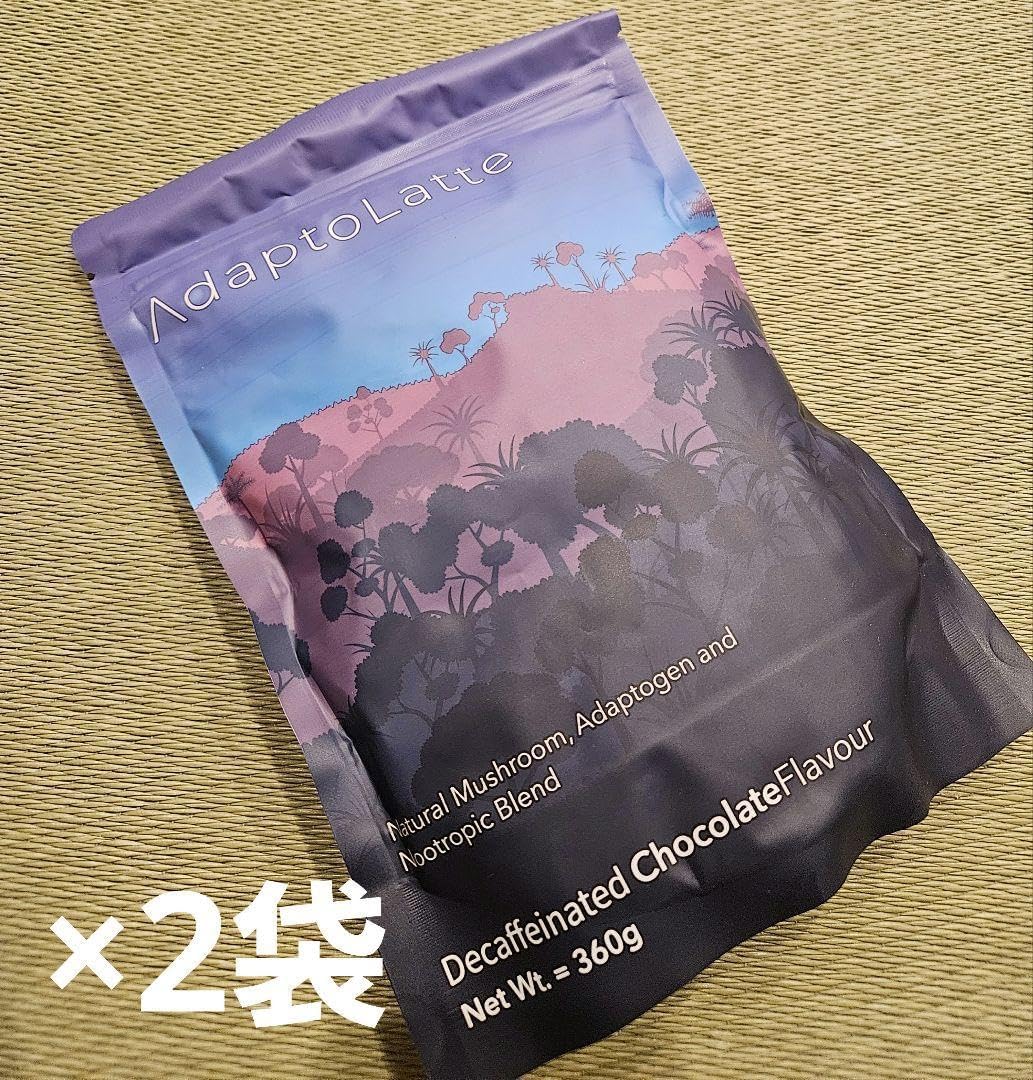 AdaptoLatte
Natural Mushroom, Adaptogen and
Nootropic Blend
Decaffeinated ChocolateFlavour
Net Wt. = 360g
×2袋